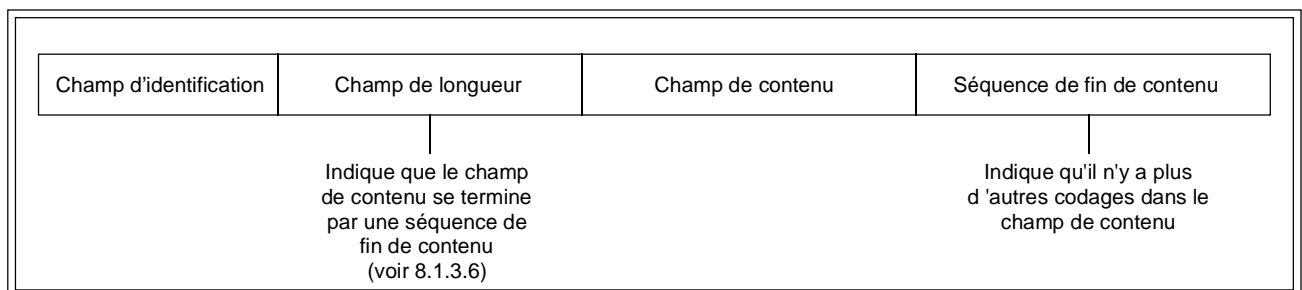 Champ d'identification
Champ de longueur
Champ de contenu
Séquence de fin de contenu
Indique que le champ
de contenu se termine
par une séquence de
fin de contenu
(voir 8.1.3.6)
Indique qu'il n'y a plus
d 'autres codages dans le
champ de contenu